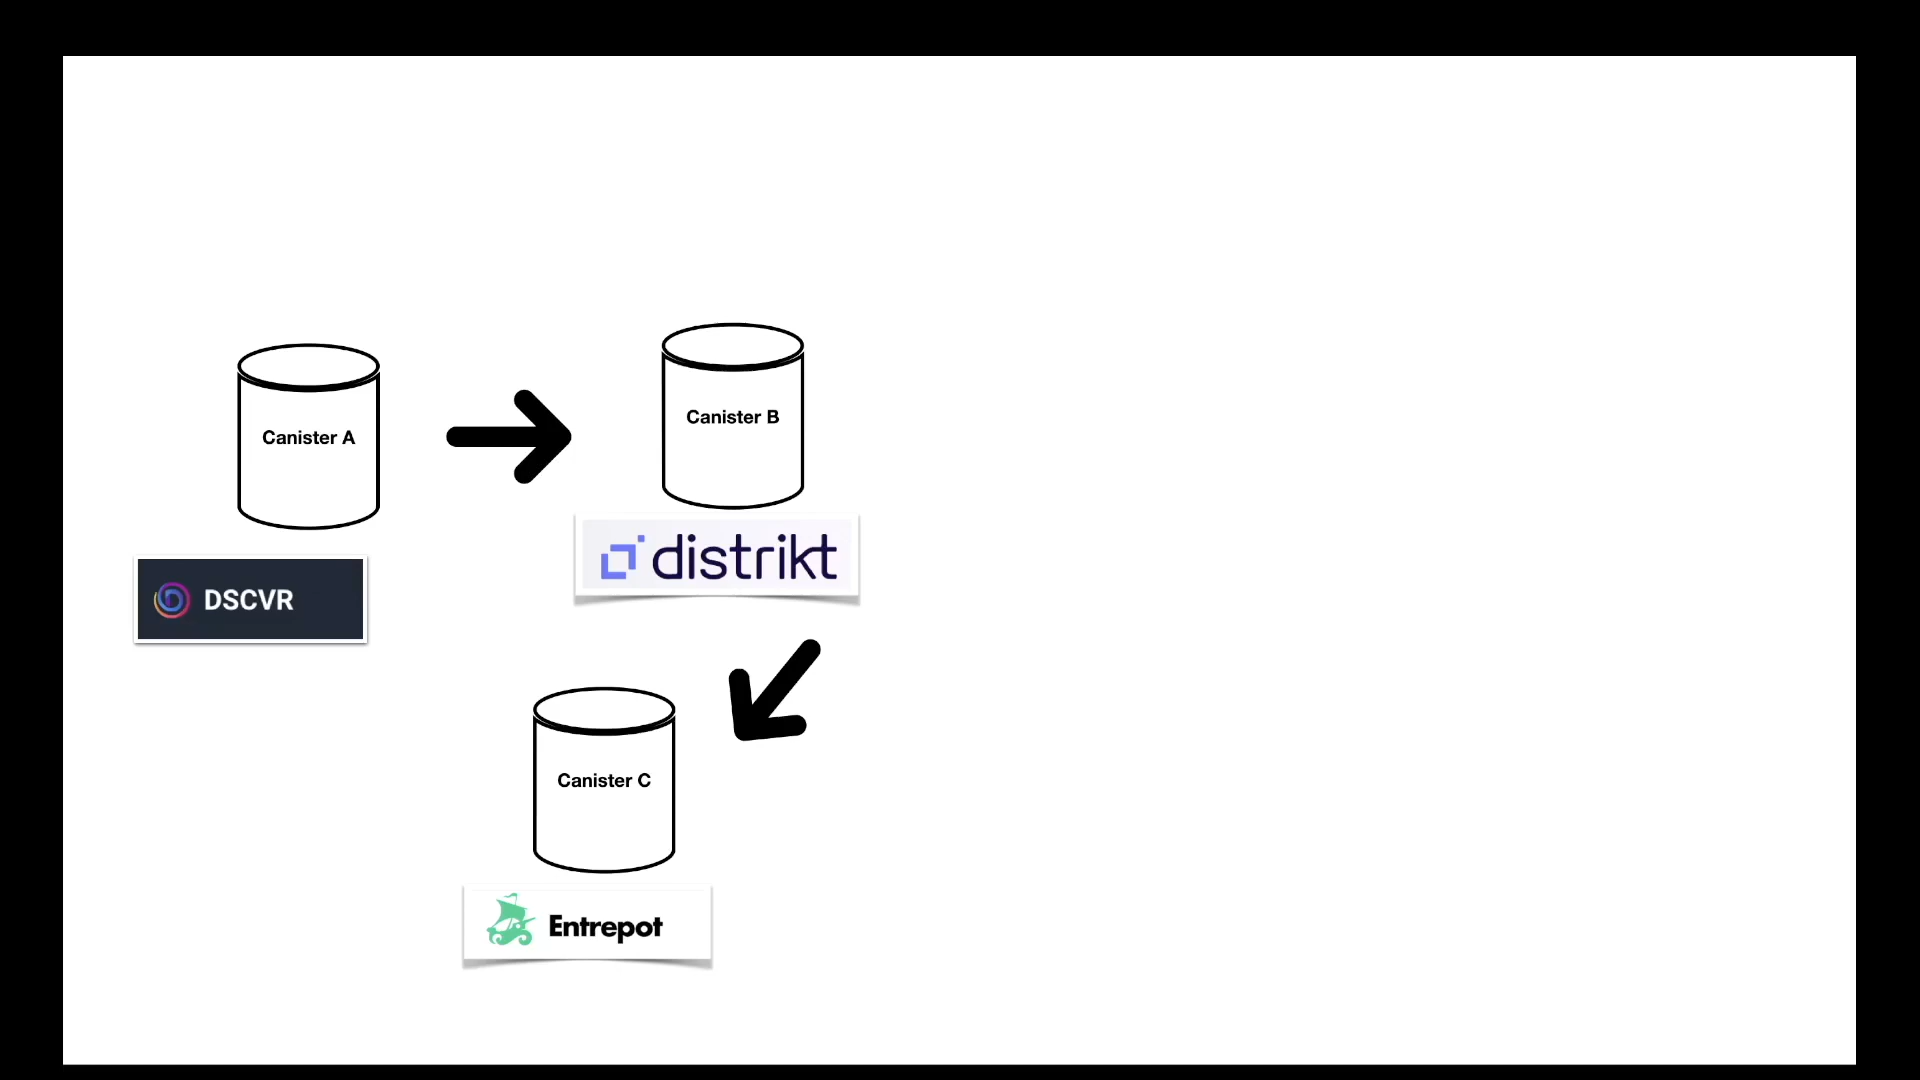 Canister A
Canister B
distrikt
DSCVR
Canister C
Entrepot